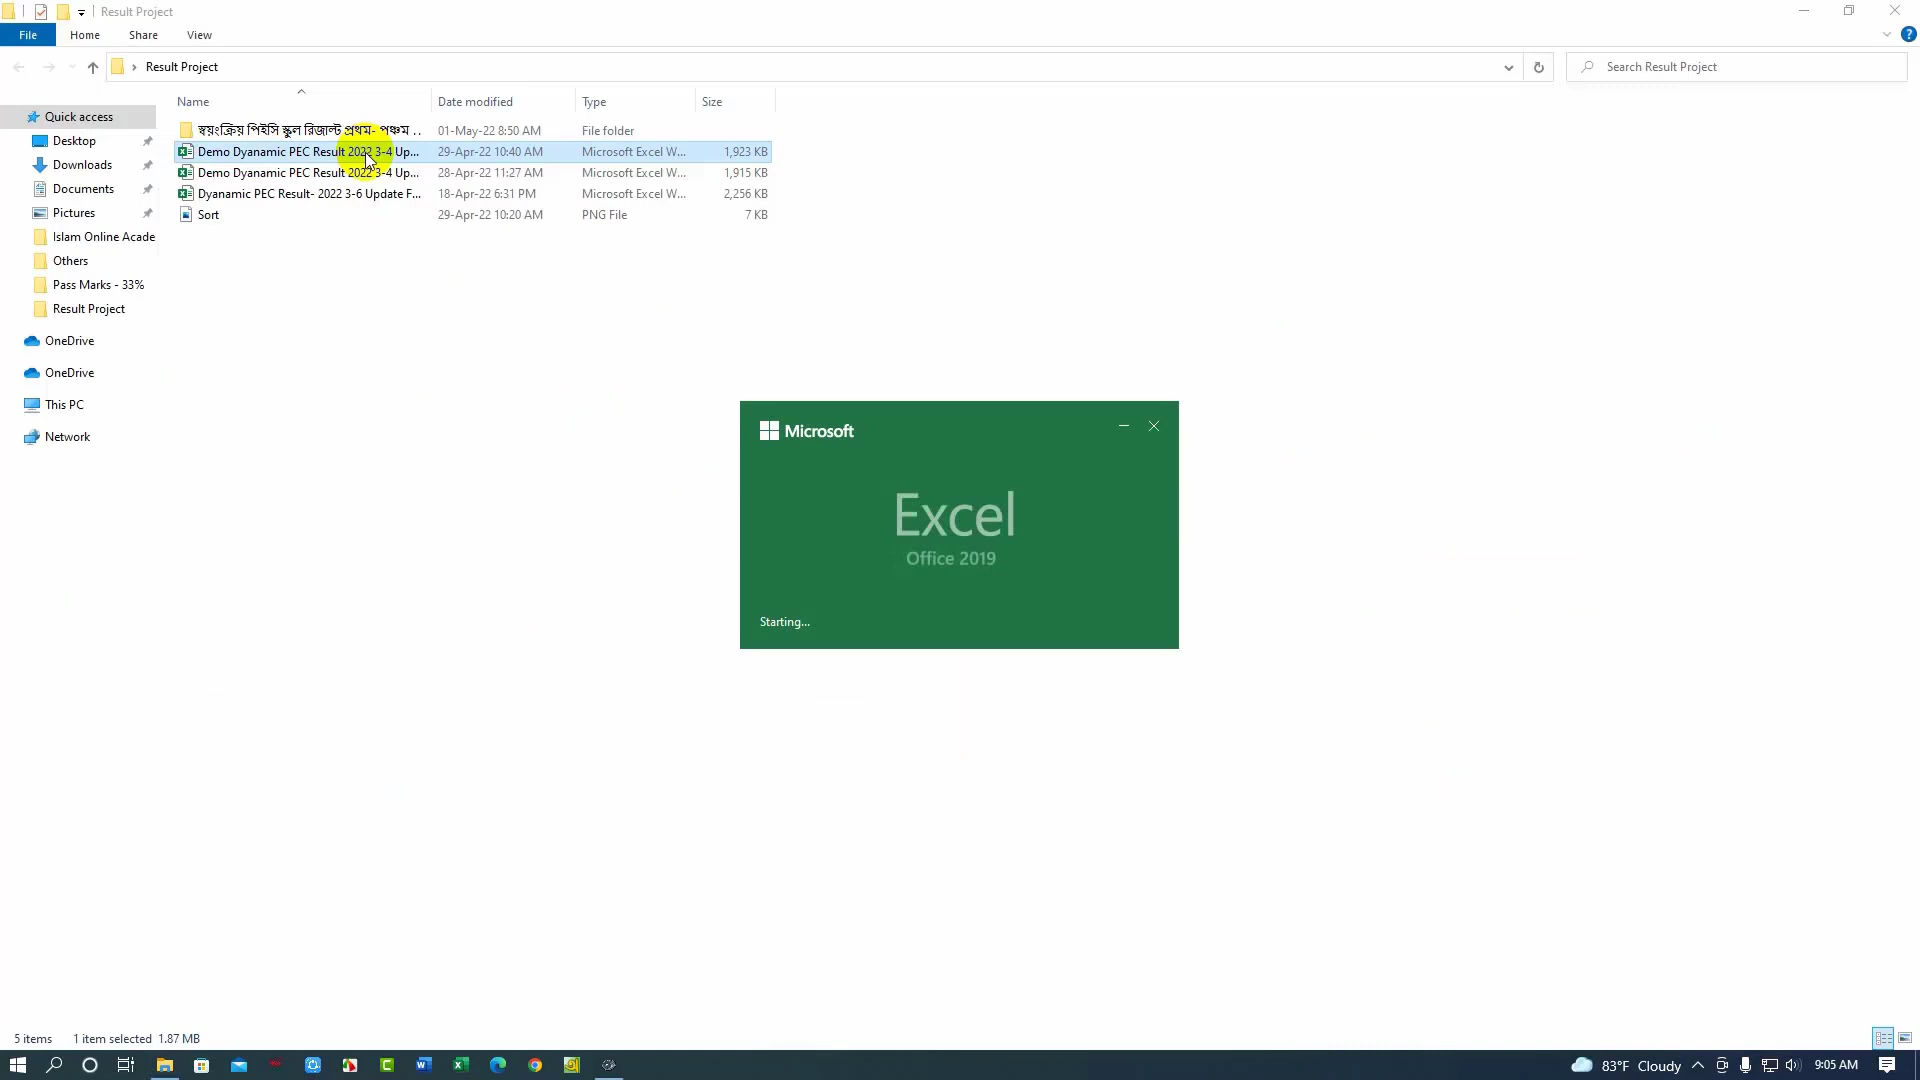 Result Project
File Home Share View
Result Project
Search Result Project
Name Date modified Type Size
স্বয়ংক্রিয় পিইসি স্কুল রিজাল্ট প্রথম- পঞ্চম . . 01-May-22 8:50 AM File folder
Demo Dyanamic PEC Result 2022 3-4 Up... 29-Apr-22 10:40 AM Microsoft Excel W... 1,923 KB
Demo Dyanamic PEC Result 2022 3-4 Up... 28-Apr-22 11:27 AM Microsoft Excel W... 1,915 KB
Dyanamic PEC Result- 2022 3-6 Update F... 18-Apr-22 6:31 PM Microsoft Excel W... 2,256 KB
Sort 29-Apr-22 10:20 AM PNG File 7 KB
Quick access
Desktop
Downloads
Documents
Pictures
Islam Online Acade
Others
Pass Marks - 33%
Result Project
OneDrive
OneDrive
This PC
Network
Microsoft
Excel
Office 2019
Starting...
5 items 1 item selected 1.87 MB
83°F Cloudy 9:05 AM